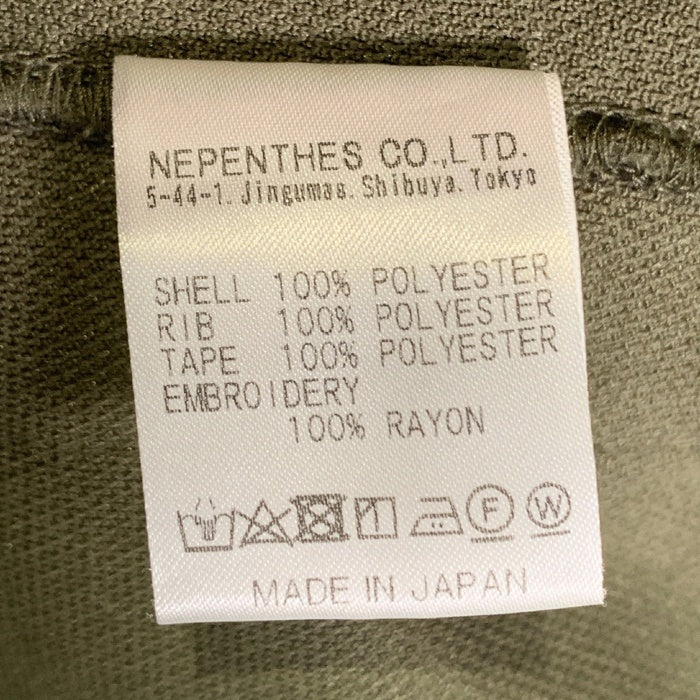 NEPENTHES CO.,LTD.
5-44-1. Jingumae. Shibuya. Tokyo
SHELL 100% POLYESTER
RIB 100% POLYESTER
TAPE 100% POLYESTER
EMBROIDERY
100% RAYON
F W
MADE IN JAPAN